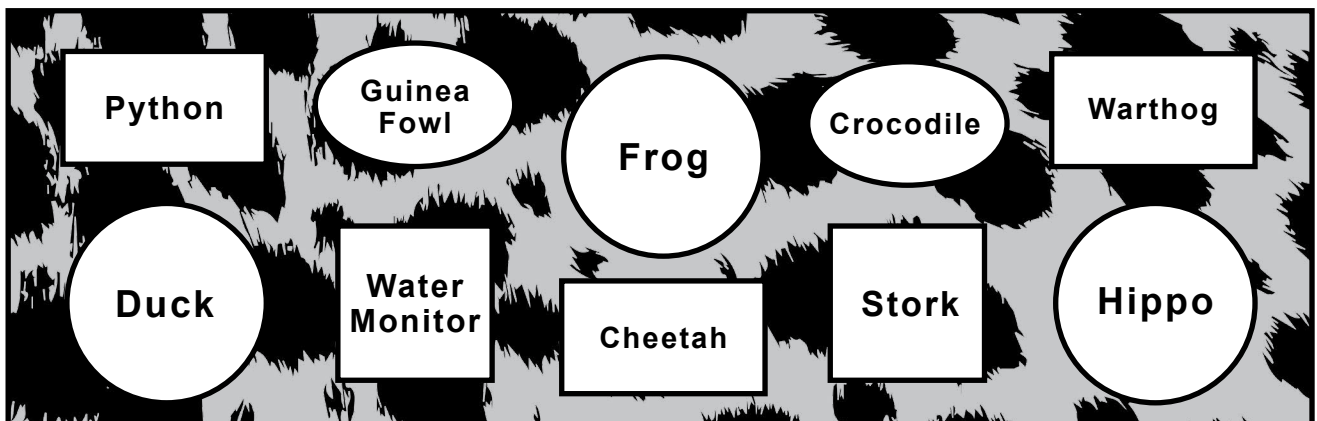 Python
Guinea
Fowl
Frog
Crocodile
Warthog
Duck
Water
Monitor
Cheetah
Stork
Hippo